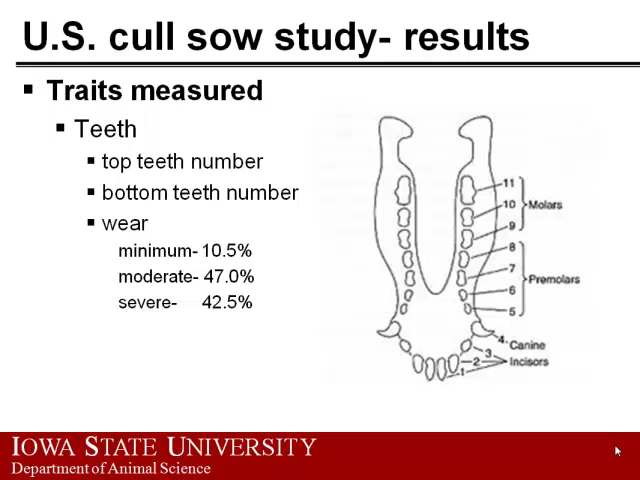 U.S. cull sow study- results
Traits measured
Teeth
top teeth number
bottom teeth number
wear
minimum- 10.5%
moderate- 47.0%
severe- 42.5%
11
10
9
Molars
8
7
6
5
Premolars
4
Canine
3
2
1
Incisors
IOWA STATE UNIVERSITY
Department of Animal Science